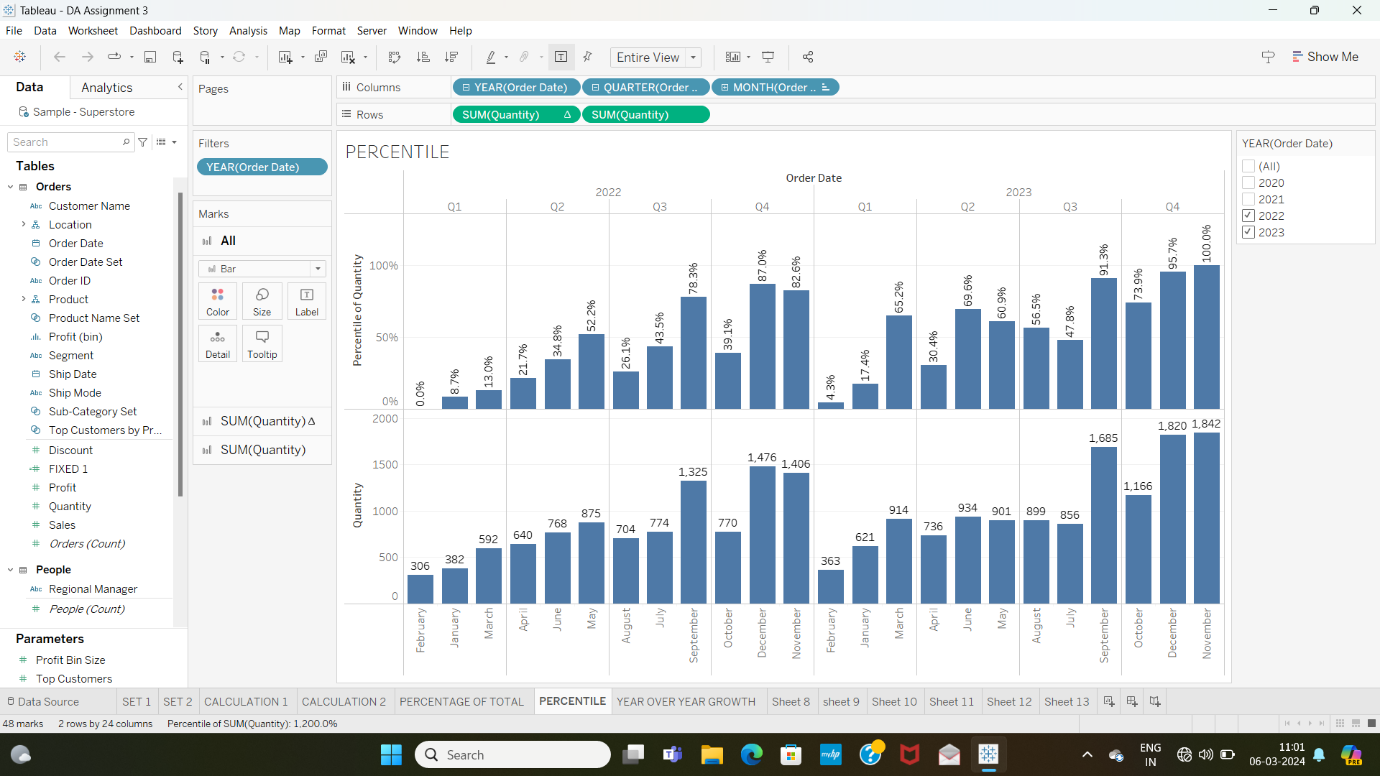 Tableau - DA Assignment 3
File Data Worksheet Dashboard Story Analysis Map Format Server Window Help
Entire View
Show Me
Data Analytics
Sample - Superstore
Search
Tables
Orders
Abc Customer Name
Location
Order Date
Order Date Set
Abc Order ID
Product
Product Name Set
Profit (bin)
Abc Segment
Ship Date
Abc Ship Mode
Sub-Category Set
Top Customers by Pr...
# Discount
=# FIXED 1
# Profit
# Quantity
# Sales
# Orders (Count)
People
Abc Regional Manager
# People (Count)
Parameters
# Profit Bin Size
# Top Customers
Pages
Filters
YEAR(Order Date)
Marks
All
Bar
Color Size Label
Detail Tooltip
SUM(Quantity) Δ
SUM(Quantity)
Columns YEAR(Order Date) QUARTER(Order .. MONTH(Order ..
Rows SUM(Quantity) Δ SUM(Quantity)
PERCENTILE
Order Date
2022 2023
Q1 Q2 Q3 Q4 Q1 Q2 Q3 Q4
Percentile of Quantity
100%
50%
0%
0.0% 8.7% 13.0% 21.7% 34.8% 52.2% 26.1% 43.5% 78.3% 39.1% 87.0% 82.6% 4.3% 17.4% 65.2% 30.4% 69.6% 60.9% 56.5% 47.8% 91.3% 73.9% 95.7% 100.0%
Quantity
2000
1500
1000
500
0
306 382 592 640 768 875 704 774 1,325 770 1,476 1,406 363 621 914 736 934 901 899 856 1,685 1,166 1,820 1,842
February January March April June May August July September October December November February January March April June May August July September October December November
YEAR(Order Date)
(All)
2020
2021
2022
2023
Data Source SET 1 SET 2 CALCULATION 1 CALCULATION 2 PERCENTAGE OF TOTAL PERCENTILE YEAR OVER YEAR GROWTH Sheet 8 sheet 9 Sheet 10 Sheet 11 Sheet 12 Sheet 13
48 marks 2 rows by 24 columns Percentile of SUM(Quantity): 1,200.0%
Search
myhp
ENG
IN
11:01
06-03-2024
PRE